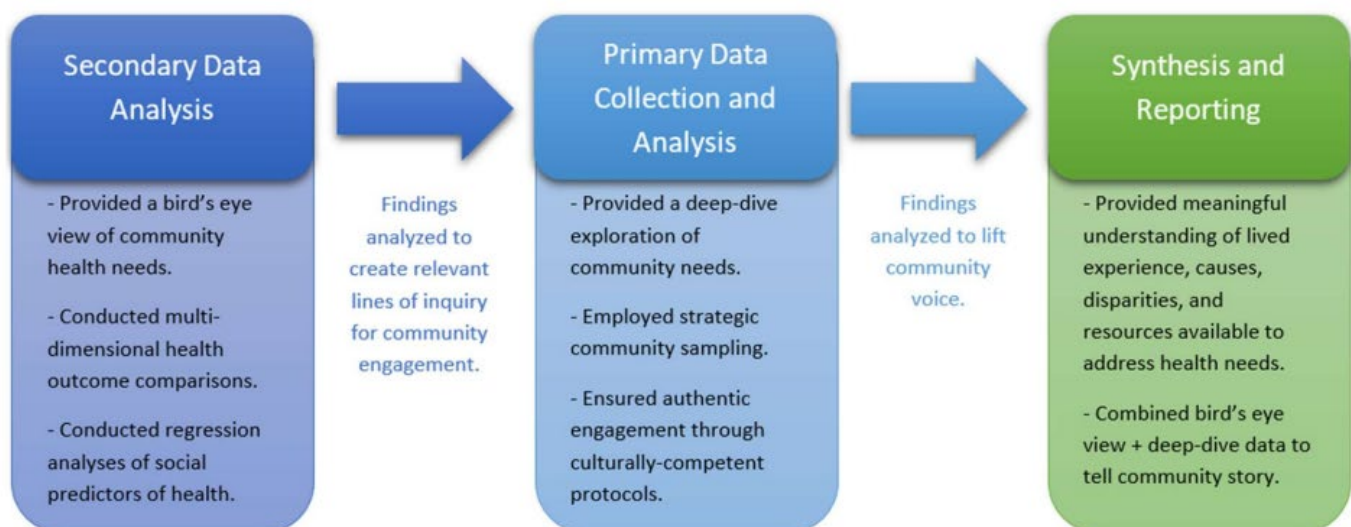 Secondary Data
Analysis
- Provided a bird’s eye
view of community
health needs.
- Conducted multi-
dimensional health
outcome comparisons.
- Conducted regression
analyses of social
predictors of health.
Findings
analyzed to
create relevant
lines of inquiry
for community
engagement.
Primary Data
Collection and
Analysis
- Provided a deep-dive
exploration of
community needs.
- Employed strategic
community sampling.
- Ensured authentic
engagement through
culturally-competent
protocols.
Findings
analyzed to lift
community
voice.
Synthesis and
Reporting
- Provided meaningful
understanding of lived
experience, causes,
disparities, and
resources available to
address health needs.
- Combined bird’s eye
view + deep-dive data to
tell community story.